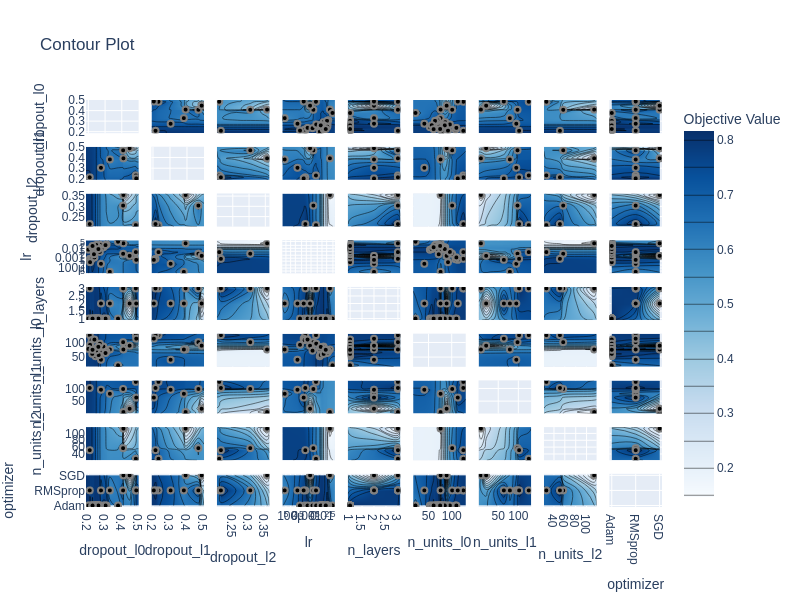 Contour Plot
Objective Value
0.8
0.7
0.6
0.5
0.4
0.3
0.2
dropout_l0
0.5
0.4
0.3
0.2
dropout_l1
0.5
0.4
0.3
0.2
dropout_l2
0.35
0.3
0.25
lr
0.01
0.001
n_layers
3
2.5
2
1.5
1
n_units_l0
100
50
n_units_l1
100
50
n_units_l2
100
80
60
40
optimizer
SGD
RMSprop
Adam
0.2
0.3
0.4
0.5
dropout_l0
0.2
0.3
0.4
0.5
dropout_l1
0.25
0.3
0.35
dropout_l2
lr
1
1.5
2
2.5
3
n_layers
50 100
n_units_l0
50 100
n_units_l1
40
60
80
100
n_units_l2
Adam
RMSprop
SGD
optimizer